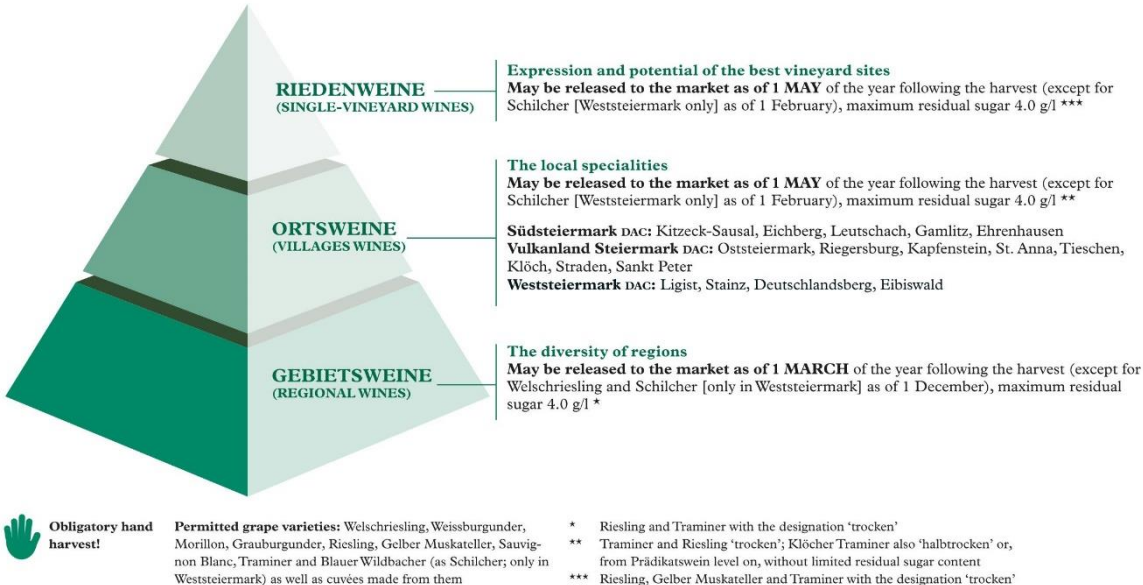 RIEDENWEINE
(SINGLE-VINEYARD WINES)
Expression and potential of the best vineyard sites
May be released to the market as of 1 MAY of the year following the harvest (except for
Schilcher [Weststeiermark only] as of 1 February), maximum residual sugar 4.0 g/l ***
ORTSWEINE
(VILLAGES WINES)
The local specialities
May be released to the market as of 1 MAY of the year following the harvest (except for
Schilcher [Weststeiermark only] as of 1 February), maximum residual sugar 4.0 g/l **
Südsteiermark DAC: Kitzeck-Sausal, Eichberg, Leutschach, Gamlitz, Ehrenhausen
Vulkanland Steiermark DAC: Oststeiermark, Riegersburg, Kapfenstein, St. Anna, Tieschen,
Klöch, Straden, Sankt Peter
Weststeiermark DAC: Ligist, Stainz, Deutschlandsberg, Eibiswald
GEBIETSWEINE
(REGIONAL WINES)
The diversity of regions
May be released to the market as of 1 MARCH of the year following the harvest (except for
Welschriesling and Schilcher [only in Weststeiermark] as of 1 December), maximum residual
sugar 4.0 g/l *
Obligatory hand
harvest!
Permitted grape varieties: Welschriesling, Weissburgunder,
Morillon, Grauburgunder, Riesling, Gelber Muskateller, Sauvig-
non Blanc, Traminer and Blauer Wildbacher (as Schilcher; only in
Weststeiermark) as well as cuvées made from them
* Riesling and Traminer with the designation ‘trocken’
** Traminer and Riesling ‘trocken’; Klöcher Traminer also ‘halbtrocken’ or,
from Prädikatswein level on, without limited residual sugar content
*** Riesling, Gelber Muskateller and Traminer with the designation ‘trocken’